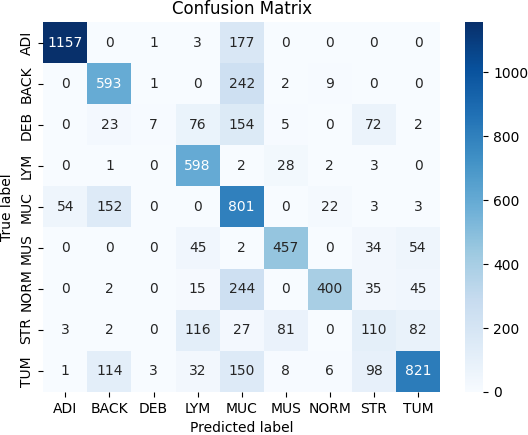 Confusion Matrix
ADI 1157 0 1 3 177 0 0 0 0
BACK 0 593 1 0 242 2 9 0 0
DEB 0 23 7 76 154 5 0 72 2
LYM 0 1 0 598 2 28 2 3 0
MUC 54 152 0 0 801 0 22 3 3
MUS 0 0 0 45 2 457 0 34 54
NORM 0 2 0 15 244 0 400 35 45
STR 3 2 0 116 27 81 0 110 82
TUM 1 114 3 32 150 8 6 98 821
ADI BACK DEB LYM MUC MUS NORM STR TUM
Predicted label
True label
1000
800
600
400
200
0